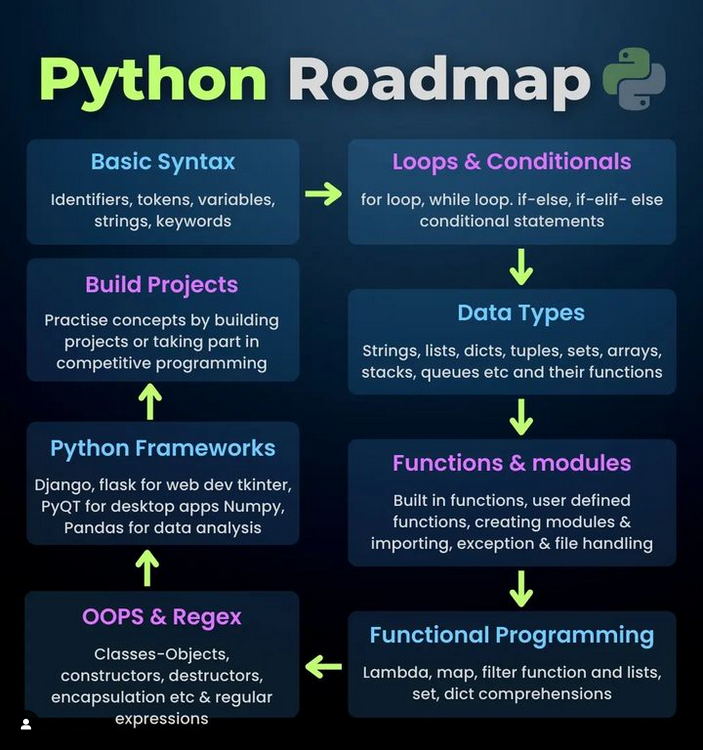 Python Roadmap
Basic Syntax
Identifiers, tokens, variables,
strings, keywords
Loops & Conditionals
for loop, while loop. if-else, if-elif- else
conditional statements
Data Types
Strings, lists, dicts, tuples, sets, arrays,
stacks, queues etc and their functions
Functions & modules
Built in functions, user defined
functions, creating modules &
importing, exception & file handling
Functional Programming
Lambda, map, filter function and lists,
set, dict comprehensions
OOPS & Regex
Classes-Objects,
constructors, destructors,
encapsulation etc & regular
expressions
Python Frameworks
Django, flask for web dev tkinter,
PyQT for desktop apps Numpy,
Pandas for data analysis
Build Projects
Practise concepts by building
projects or taking part in
competitive programming